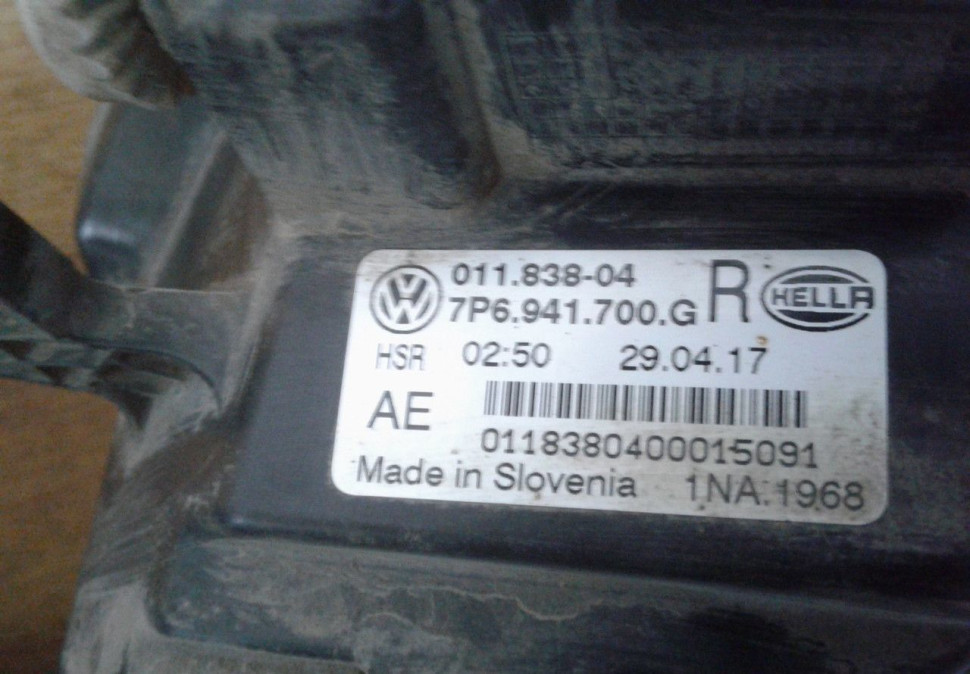 011.838-04
7P6.941.700.G R HELLA
HSR 02:50 29.04.17
AE
0118380400015091
Made in Slovenia 1NA.1968